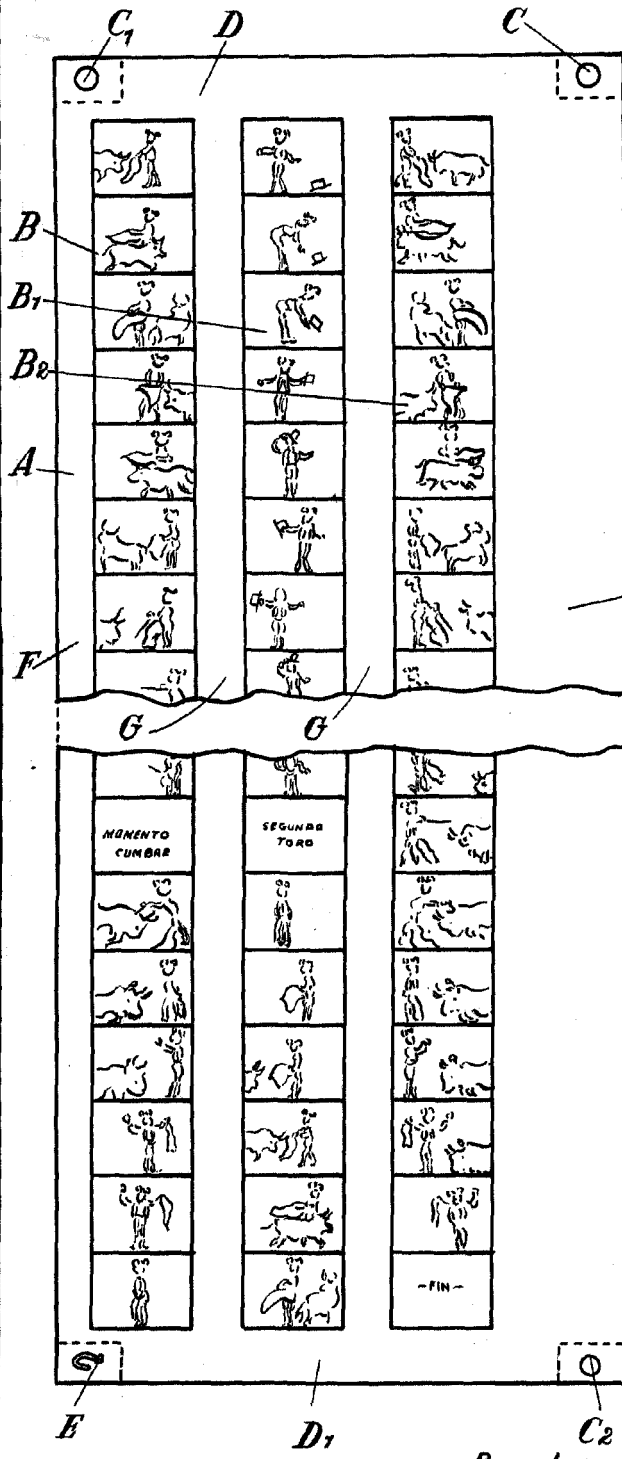 C1 D C
B
B1
B2
A
F
G G
MOMENTO
CUMBRE
SEGUNDO
TORO
-FIN-
E D1 C2